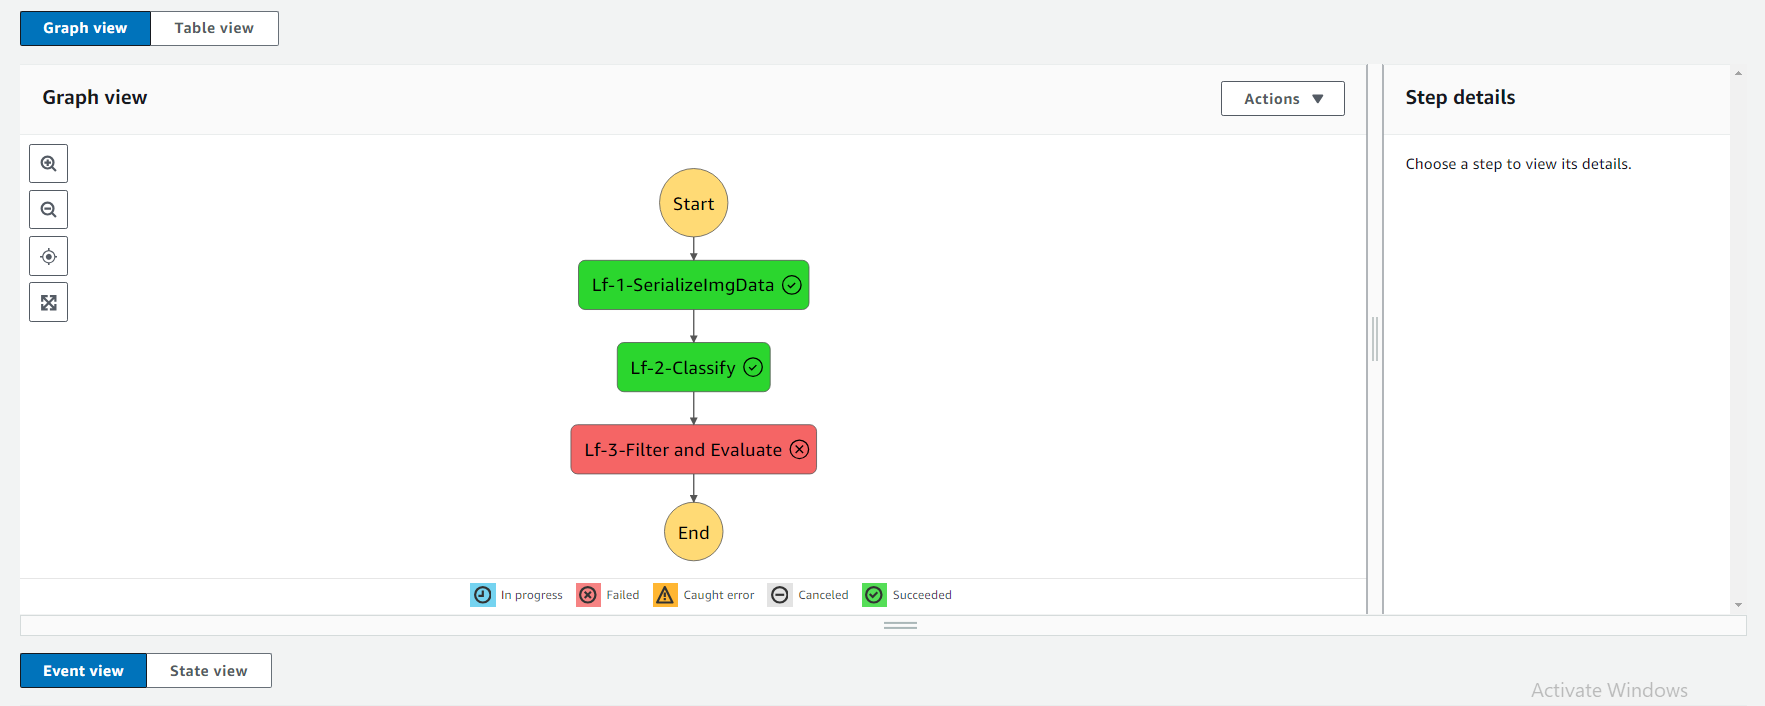 Graph view
Table view
Graph view
Actions
Step details
Choose a step to view its details.
Start
Lf-1-SerializeImgData
Lf-2-Classify
Lf-3-Filter and Evaluate
End
In progress
Failed
Caught error
Canceled
Succeeded
Event view
State view
Activate Windows